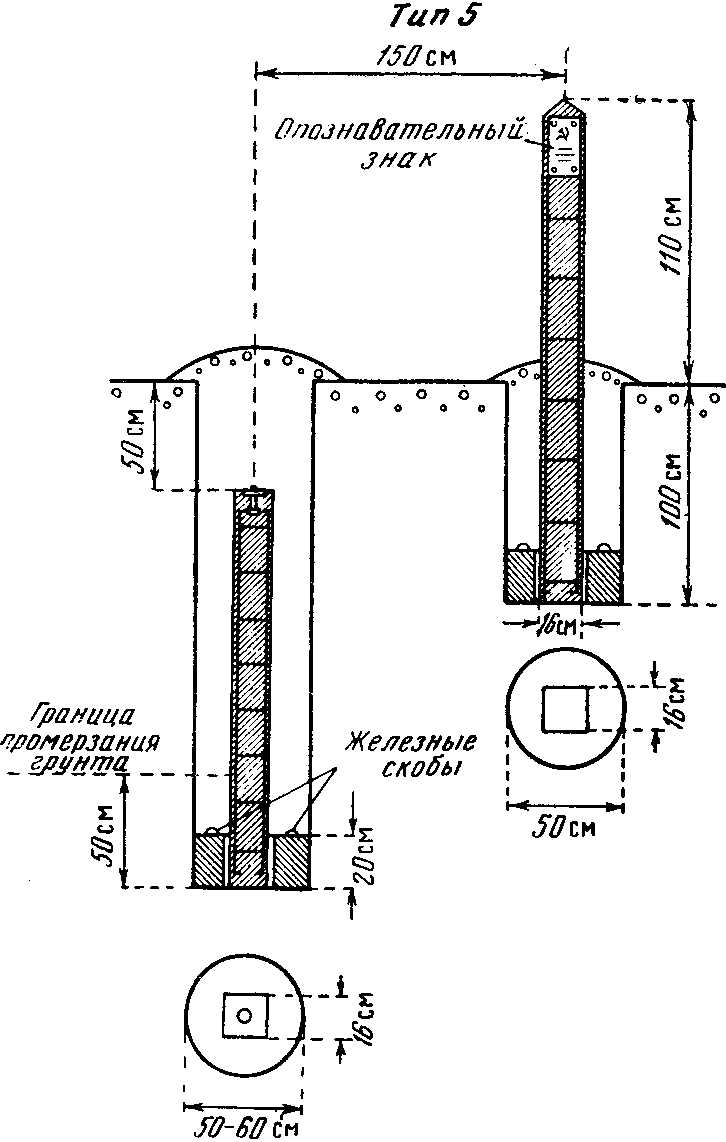 Тип 5
150 см
Опознавательный
знак
110 см
50 см
100 см
16 см
Граница
промерзания
грунта
Железные
скобы
16 см
50 см
50 см
20 см
16 см
50-60 см